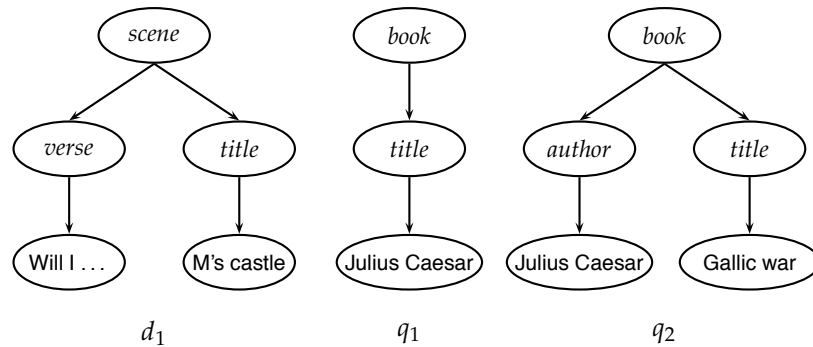 scene book book
verse title title author title
Will I . . . M's castle Julius Caesar Julius Caesar Gallic war
d1 q1 q2